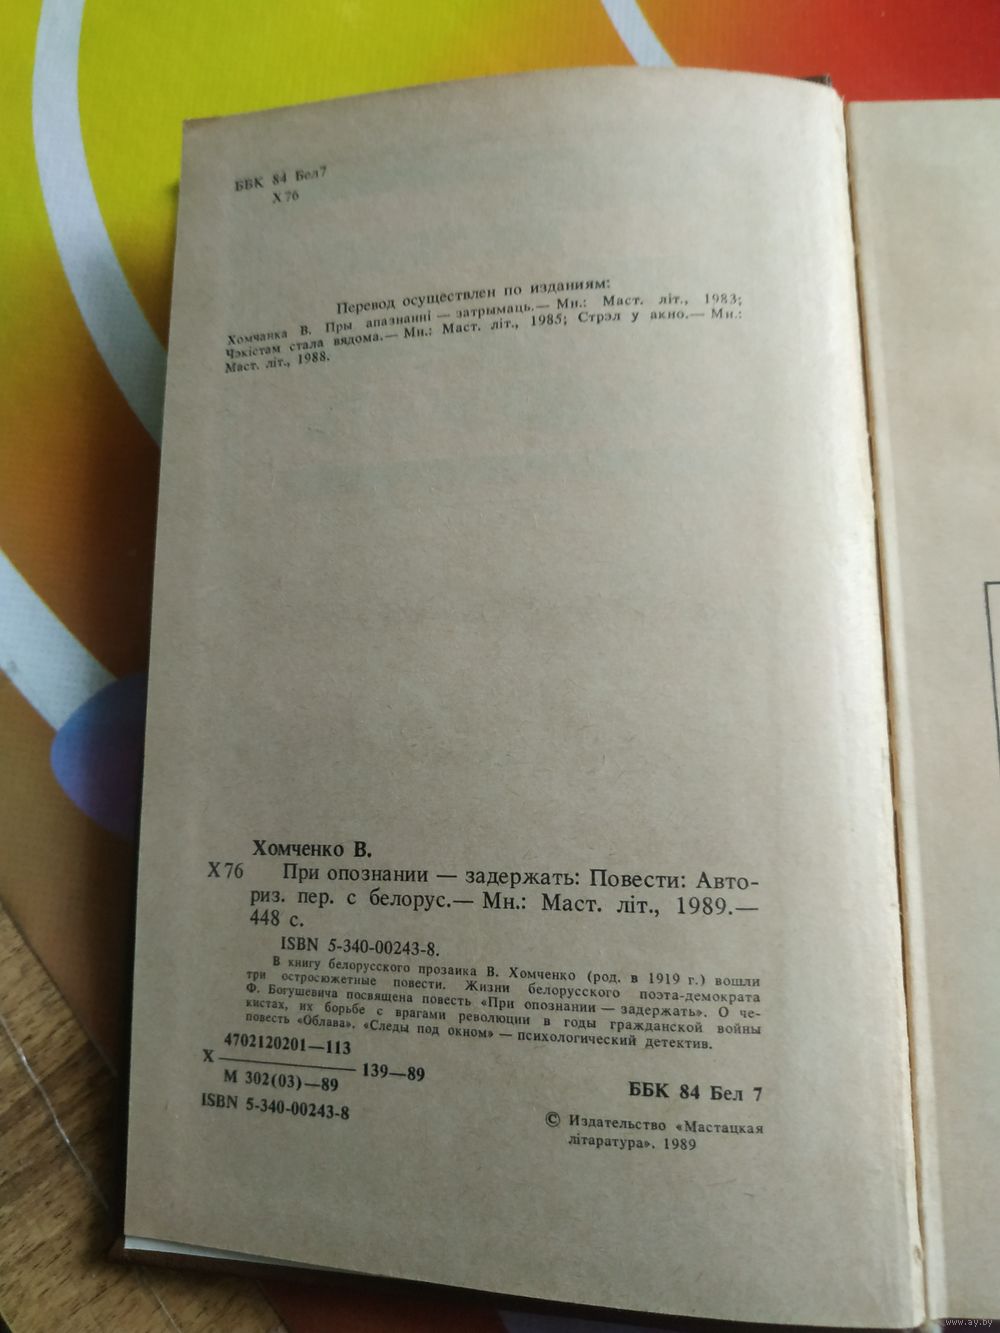 ББК 84 Бел7
Х76
Перевод осуществлен по изданиям:
Хомчанка В. Пры апазнанні — затрымаць.— Мн.: Маст. літ., 1983;
Чэкістам стала вядома.— Мн.: Маст. літ., 1985; Стрэл у акно.— Мн.:
Маст. літ., 1988.
Хомченко В.
Х76 При опознании — задержать: Повести: Авто-
риз. пер. с белорус.— Мн.: Маст. літ., 1989.—
448 с.
ISBN 5-340-00243-8.
В книгу белорусского прозаика В. Хомченко (род. в 1919 г.) вошли
три остросюжетные повести. Жизни белорусского поэта-демократа
Ф. Богушевича посвящена повесть «При опознании — задержать». О че-
кистах, их борьбе с врагами революции в годы гражданской войны
повесть «Облава». «Следы под окном» — психологический детектив.
4702120201—113
Х ———————— 139—89
М 302(03)—89
ББК 84 Бел 7
ISBN 5-340-00243-8
© Издательство «Мастацкая
літаратура». 1989
www.ay.by